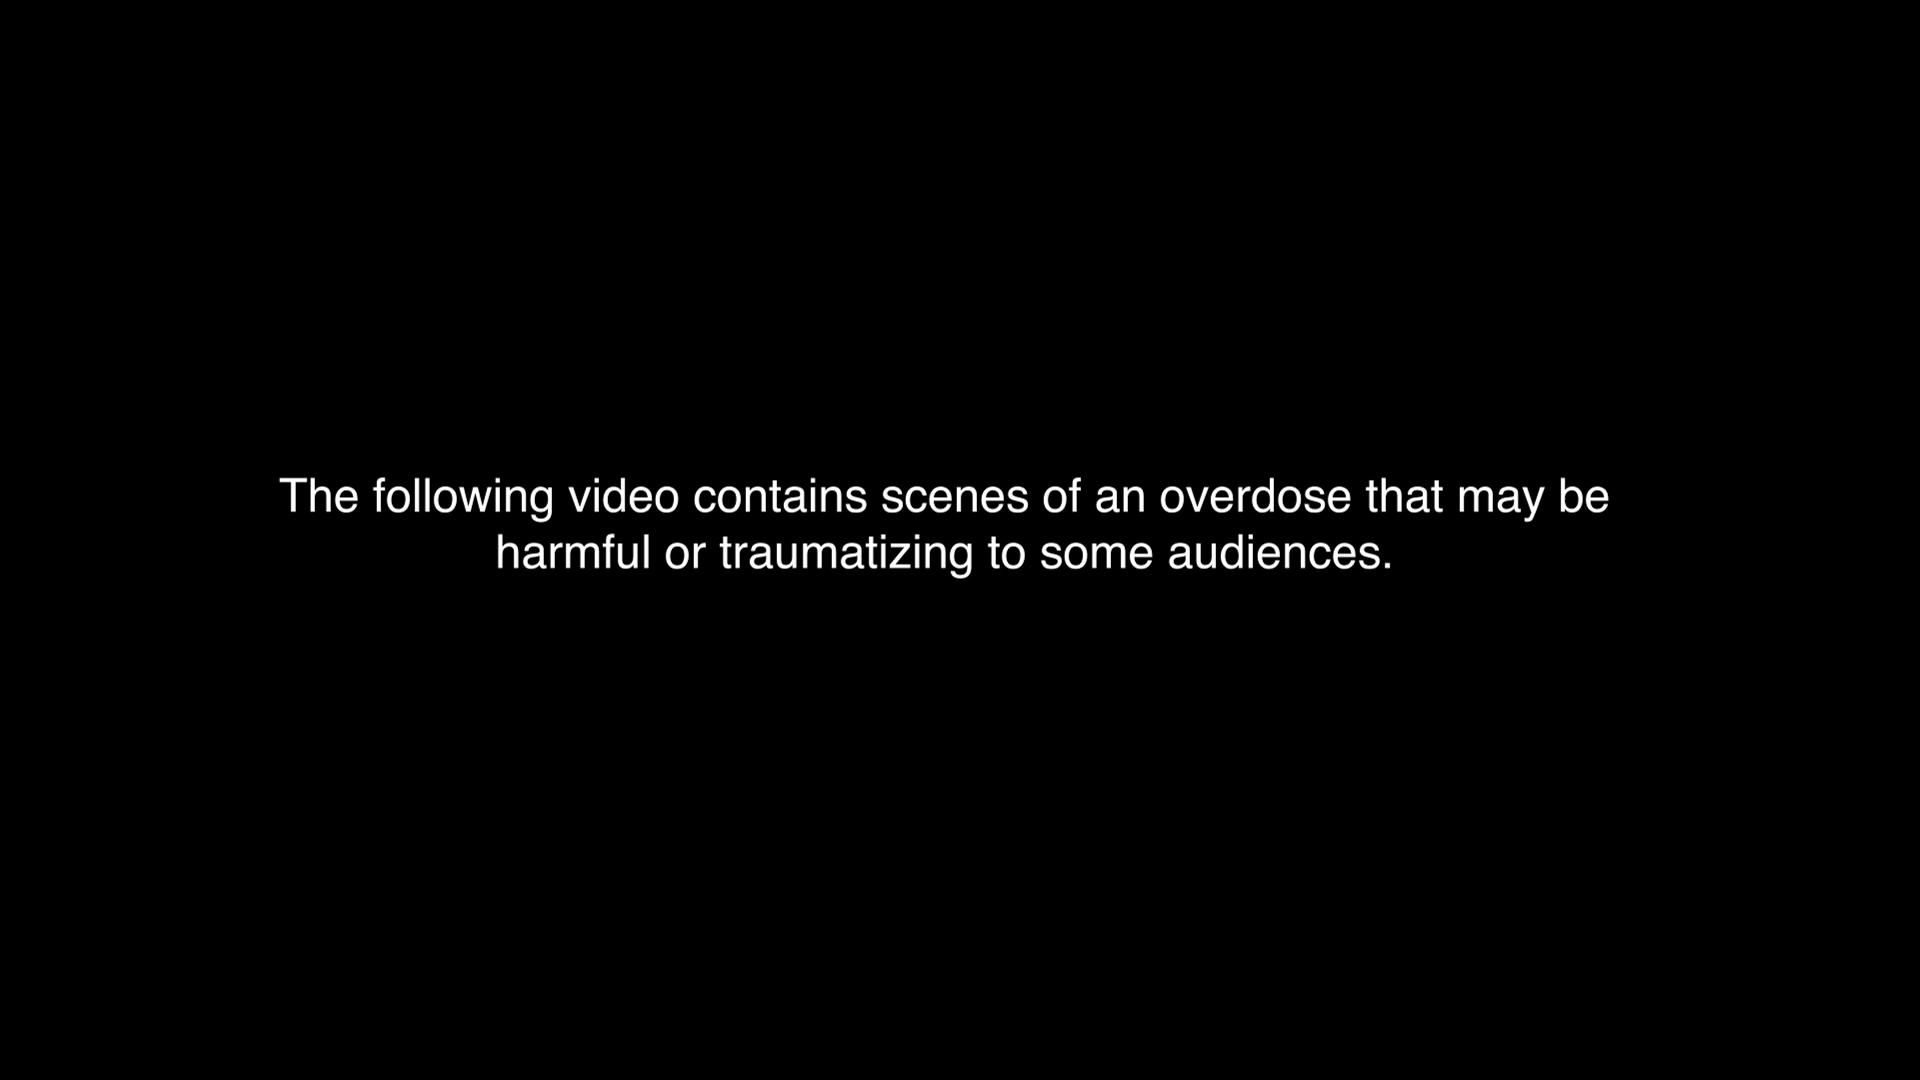 The following video contains scenes of an overdose that may be
harmful or traumatizing to some audiences.